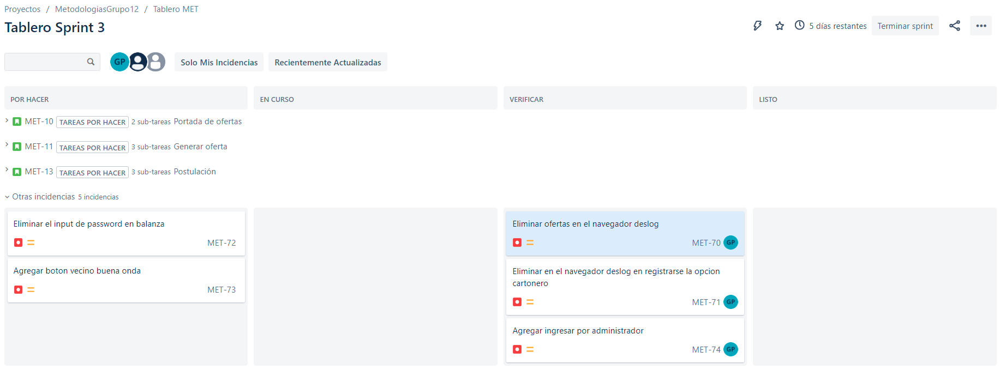 Proyectos / MetodologiasGrupo12 / Tablero MET
Tablero Sprint 3
5 días restantes
Terminar sprint
GP
Solo Mis Incidencias
Recientemente Actualizadas
POR HACER
EN CURSO
VERIFICAR
LISTO
MET-10 TAREAS POR HACER 2 sub-tareas Portada de ofertas
MET-11 TAREAS POR HACER 3 sub-tareas Generar oferta
MET-13 TAREAS POR HACER 3 sub-tareas Postulación
Otras incidencias 5 incidencias
Eliminar el input de password en balanza
MET-72
Agregar boton vecino buena onda
MET-73
Eliminar ofertas en el navegador deslog
MET-70 GP
Eliminar en el navegador deslog en registrarse la opcion
cartonero
MET-71 GP
Agregar ingresar por administrador
MET-74 GP